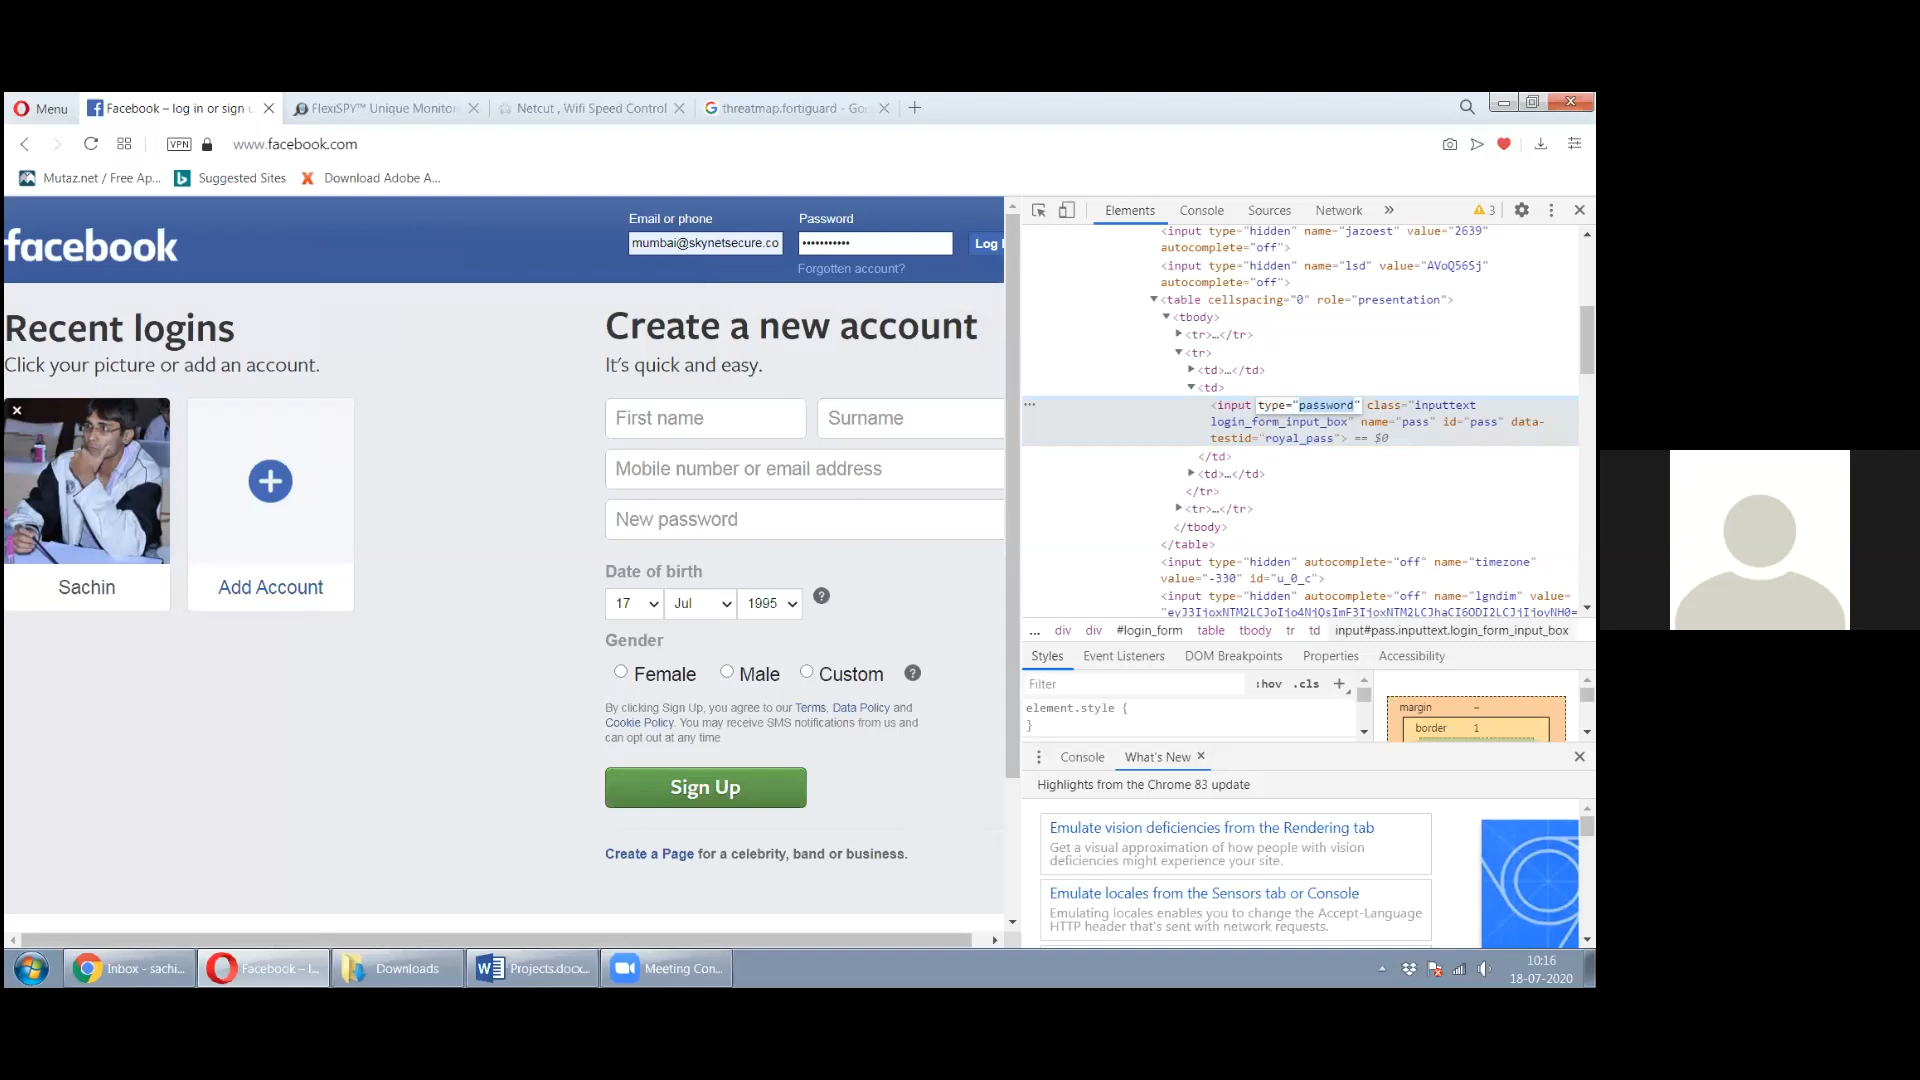 Menu
Facebook – log in or sign u
FlexiSPY™ Unique Monitor
Netcut , Wifi Speed Control
threatmap.fortiguard - Goo
VPN
www.facebook.com
Mutaz.net / Free Ap...
Suggested Sites
Download Adobe A...
facebook
Email or phone
Password
mumbai@skynetsecure.co
•••••••••••
Log I
Forgotten account?
Recent logins
Click your picture or add an account.
Sachin
Add Account
Create a new account
It's quick and easy.
First name
Surname
Mobile number or email address
New password
Date of birth
17
Jul
1995
?
Gender
Female
Male
Custom
?
By clicking Sign Up, you agree to our Terms, Data Policy and
Cookie Policy. You may receive SMS notifications from us and
can opt out at any time.
Sign Up
Create a Page for a celebrity, band or business.
Elements
Console
Sources
Network
»
3
<input type="hidden" name="jazoest" value="2639"
autocomplete="off">
<input type="hidden" name="lsd" value="AVoQ56Sj"
autocomplete="off">
<table cellspacing="0" role="presentation">
<tbody>
<tr>…</tr>
<tr>
<td>…</td>
<td>
<input type="password" class="inputtext
login_form_input_box" name="pass" id="pass" data-
testid="royal_pass"> == $0
</td>
<td>…</td>
</tr>
<tr>…</tr>
</tbody>
</table>
<input type="hidden" autocomplete="off" name="timezone"
value="-330" id="u_0_c">
<input type="hidden" autocomplete="off" name="lgndim" value=
...
div
div
#login_form
table
tbody
tr
td
input#pass.inputtext.login_form_input_box
Styles
Event Listeners
DOM Breakpoints
Properties
Accessibility
Filter
:hov
.cls
+
element.style {
}
margin
–
border
1
Console
What's New
Highlights from the Chrome 83 update
Emulate vision deficiencies from the Rendering tab
Get a visual approximation of how people with vision
deficiencies might experience your site.
Emulate locales from the Sensors tab or Console
Emulating locales enables you to change the Accept-Language
HTTP header that's sent with network requests.
Inbox - sachi...
Facebook – l...
Downloads
Projects.docx...
Meeting Con...
10:16
18-07-2020